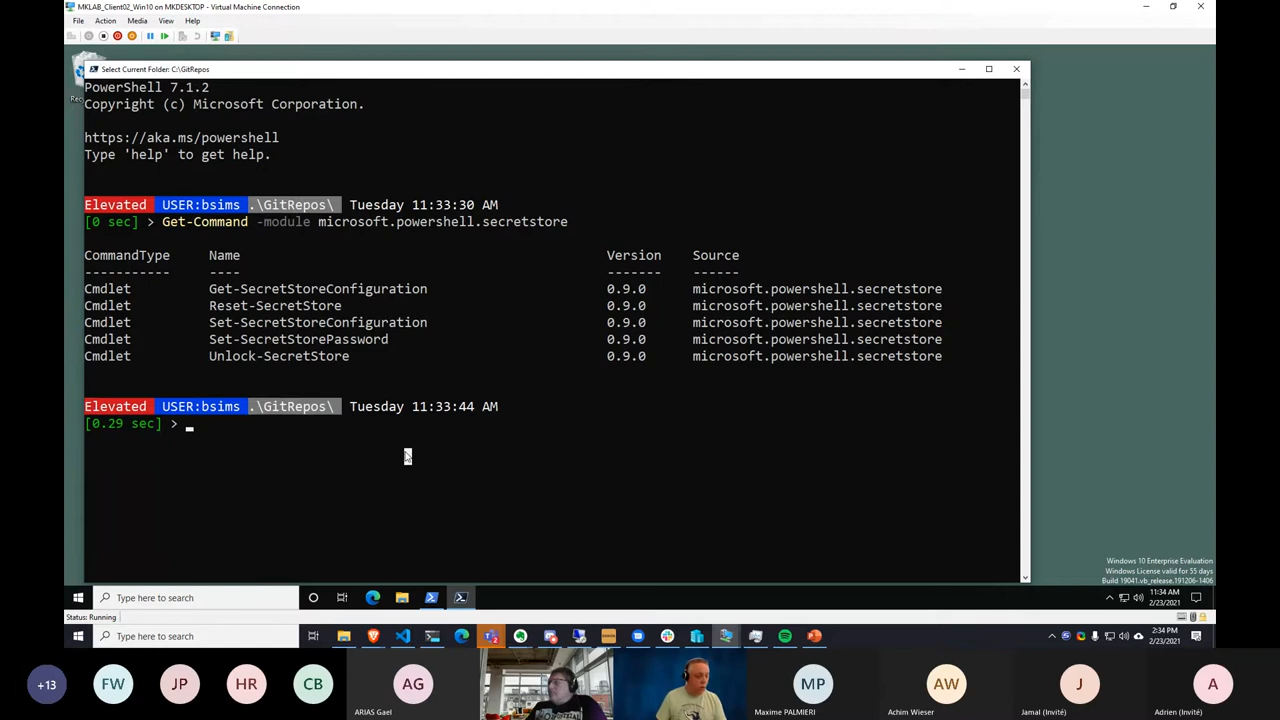 MKLAB_Client02_Win10 on MKDESKTOP - Virtual Machine Connection
File Action Media View Help
Select Current Folder: C:\GitRepos
PowerShell 7.1.2
Copyright (c) Microsoft Corporation.
https://aka.ms/powershell
Type 'help' to get help.
Elevated USER:bsims .\GitRepos\ Tuesday 11:33:30 AM
[0 sec] > Get-Command -module microsoft.powershell.secretstore
CommandType Name Version Source
----------- ---- ------- ------
Cmdlet Get-SecretStoreConfiguration 0.9.0 microsoft.powershell.secretstore
Cmdlet Reset-SecretStore 0.9.0 microsoft.powershell.secretstore
Cmdlet Set-SecretStoreConfiguration 0.9.0 microsoft.powershell.secretstore
Cmdlet Set-SecretStorePassword 0.9.0 microsoft.powershell.secretstore
Cmdlet Unlock-SecretStore 0.9.0 microsoft.powershell.secretstore
Elevated USER:bsims .\GitRepos\ Tuesday 11:33:44 AM
[0.29 sec] >
Windows 10 Enterprise Evaluation
Windows License valid for 55 days
Build 19041.vb_release.191206-1406
Type here to search
11:34 AM
2/23/2021
Status: Running
Type here to search
2:34 PM
2/23/2021
+13 FW JP HR CB AG MP AW J A
ARIAS Gael Maxime PALMIERI Achim Wieser Jamal (Invité) Adrien (Invité)